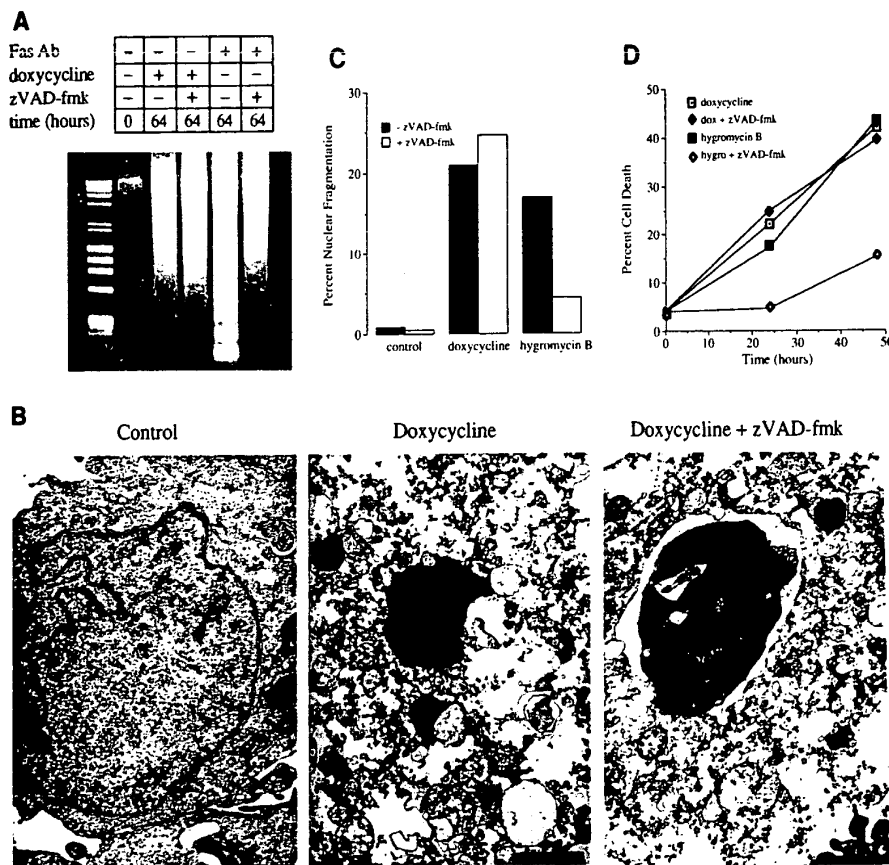 A
Fas Ab - - - + +
doxycycline - + + - -
zVAD-fmk - - + - +
time (hours) 0 64 64 64 64
C
Percent Nuclear Fragmentation
30
20
10
0
- zVAD-fmk
+ zVAD-fmk
control doxycycline hygromycin B
D
Percent Cell Death
50
40
30
20
10
0
doxycycline
dox + zVAD-fmk
hygromycin B
hygro + zVAD-fmk
0 10 20 30 40 50
Time (hours)
B
Control
Doxycycline
Doxycycline + zVAD-fmk